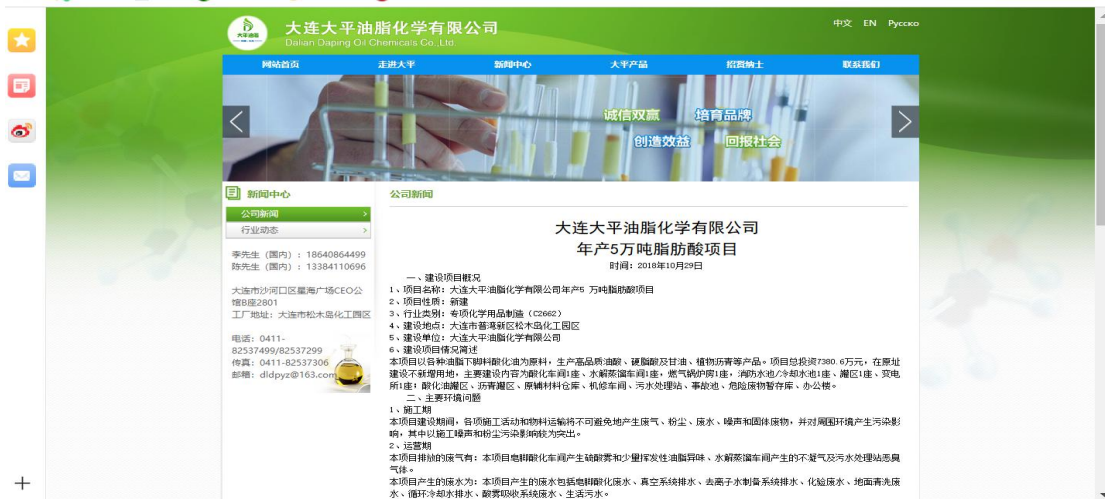 大平油脂
大连大平油脂化学有限公司
Dalian Daping Oil Chemicals Co.,Ltd.
中文 EN Русско
网站首页 走进大平 新闻中心 大平产品 招贤纳士 联系我们
诚信双赢 培育品牌
创造效益 回报社会
新闻中心
公司新闻 >
行业动态 >
李先生（国内）：18640864499
陈先生（国内）：13384110696
大连市沙河口区星海广场CEO公
馆B座2801
工厂地址：大连市松木岛化工园区
电话：0411-
82537499/82537299
传真：0411-82537306
邮箱：dldpyz@163.com
公司新闻
大连大平油脂化学有限公司
年产5万吨脂肪酸项目
时间：2018年10月29日
一、建设项目概况
1、项目名称：大连大平油脂化学有限公司年产5 万吨脂肪酸项目
2、项目性质：新建
3、行业类别：专项化学用品制造（C2662）
4、建设地点：大连市普湾新区松木岛化工园区
5、建设单位：大连大平油脂化学有限公司
6、建设项目情况简述
本项目以各种油脂下脚料酸化油为原料，生产高品质油酸、硬脂酸及甘油、植物沥青等产品。项目总投资7380.6万元，在原址
建设不新增用地，主要建设内容为酸化车间1座、水解蒸馏车间1座，燃气锅炉房1座，消防水池/冷却水池1座、罐区1座、变电
所1座；酸化油罐区、沥青罐区、原辅材料仓库、机修车间、污水处理站、事故池、危险废物暂存库、办公楼。
二、主要环境问题
1、施工期
本项目建设期间，各项施工活动和物料运输将不可避免地产生废气、粉尘、废水、噪声和固体废物，并对周围环境产生污染影
响，其中以施工噪声和粉尘污染影响较为突出。
2、运营期
本项目排放的废气有：本项目皂脚酸化车间产生硫酸雾和少量挥发性油脂异味、水解蒸馏车间产生的不凝气及污水处理站恶臭
气体。
本项目产生的废水为：本项目产生的废水包括皂脚酸化废水、真空系统排水、去离子水制备系统排水、化验废水、地面清洗废
水、循环冷却水排水、酸雾吸收系统废水、生活污水。